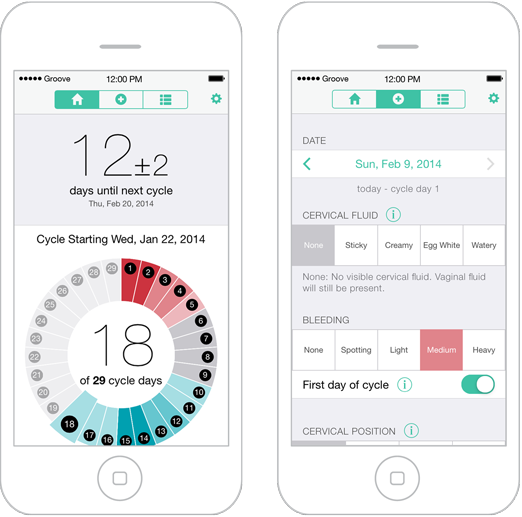 ●●●●● Groove 12:00 PM
12±2
days until next cycle
Thu, Feb 20, 2014
Cycle Starting Wed, Jan 22, 2014
1
2
3
4
5
6
7
8
9
10
11
12
13
14
15
16
17
18
19
20
21
22
23
24
25
26
27
28
29
18
of 29 cycle days
●●●●● Groove 12:00 PM
DATE
Sun, Feb 9, 2014
today - cycle day 1
CERVICAL FLUID i
None Sticky Creamy Egg White Watery
None: No visible cervical fluid. Vaginal fluid
will still be present.
BLEEDING
None Spotting Light Medium Heavy
First day of cycle i
CERVICAL POSITION i